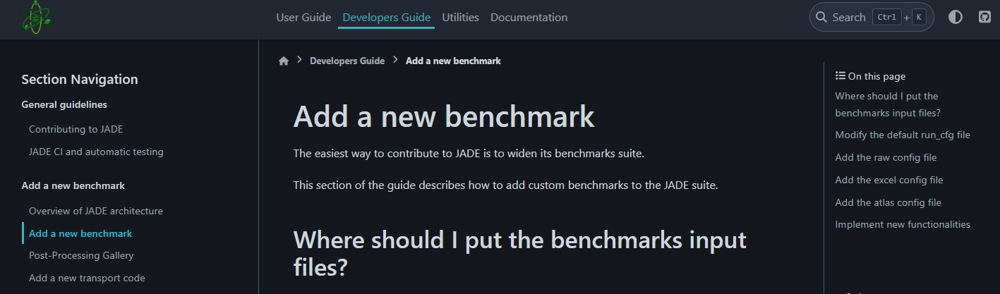 User Guide
Developers Guide
Utilities
Documentation
Search Ctrl + K
Section Navigation
General guidelines
Contributing to JADE
JADE CI and automatic testing
Add a new benchmark
Overview of JADE architecture
Add a new benchmark
Post-Processing Gallery
Add a new transport code
Developers Guide
Add a new benchmark
Add a new benchmark
The easiest way to contribute to JADE is to widen its benchmarks suite.
This section of the guide describes how to add custom benchmarks to the JADE suite.
Where should I put the benchmarks input
files?
On this page
Where should I put the
benchmarks input files?
Modify the default run_cfg file
Add the raw config file
Add the excel config file
Add the atlas config file
Implement new functionalities